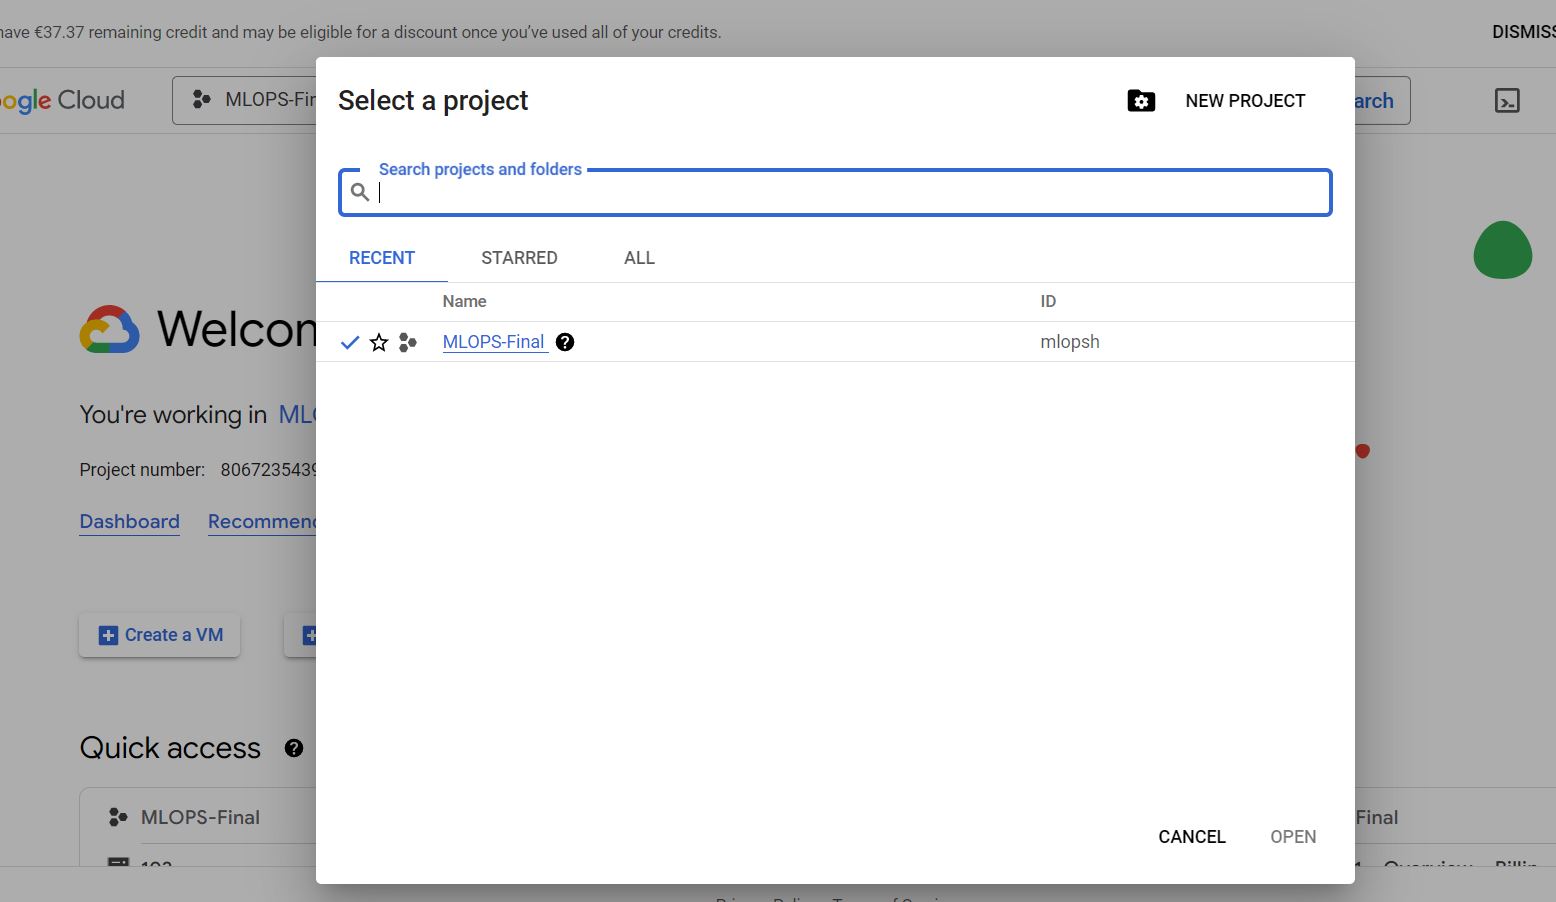 have €37.37 remaining credit and may be eligible for a discount once you've used all of your credits.
DISMISS
ogle Cloud
MLOPS-Fin
arch
Select a project
NEW PROJECT
Search projects and folders
RECENT STARRED ALL
Name ID
MLOPS-Final mlopsh
Welcom
You're working in MLO
Project number: 8067235439
Dashboard Recommend
Create a VM
Quick access
MLOPS-Final
Final
CANCEL OPEN